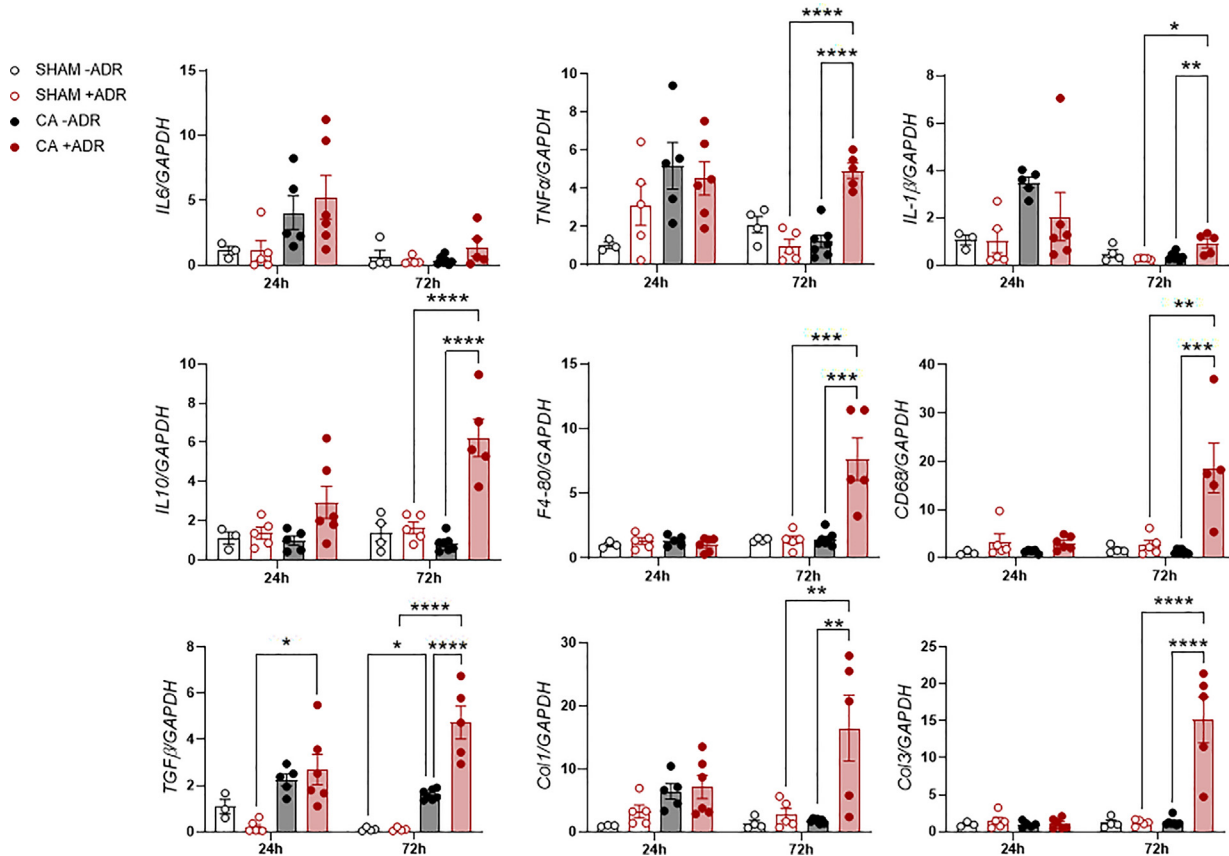 SHAM -ADR
SHAM +ADR
CA -ADR
CA +ADR
IL6/GAPDH
15
10
5
0
24h
72h
TNFα/GAPDH
10
8
6
4
2
0
24h
72h
****
****
IL-1β/GAPDH
8
6
4
2
0
24h
72h
*
**
IL10/GAPDH
10
8
6
4
2
0
24h
72h
****
****
F4-80/GAPDH
15
10
5
0
24h
72h
***
***
CD68/GAPDH
40
30
20
10
0
24h
72h
**
***
TGFβ/GAPDH
8
6
4
2
0
24h
72h
*
*
****
****
Col1/GAPDH
30
20
10
0
24h
72h
**
**
Col3/GAPDH
25
20
15
10
5
0
24h
72h
****
****